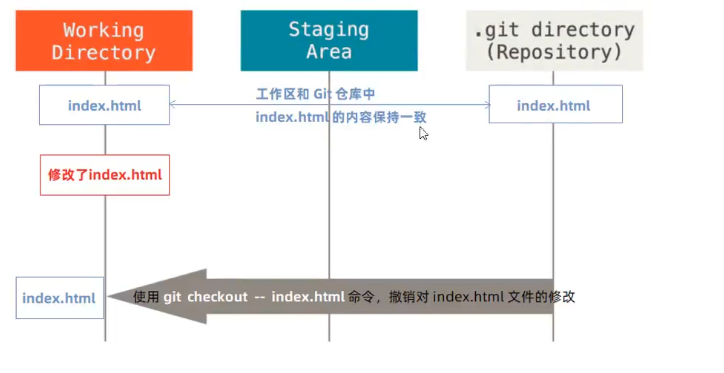 Working
Directory
Staging
Area
.git directory
(Repository)
index.html
工作区和 Git 仓库中
index.html 的内容保持一致
index.html
修改了index.html
index.html
使用 git checkout -- index.html 命令，撤销对 index.html 文件的修改